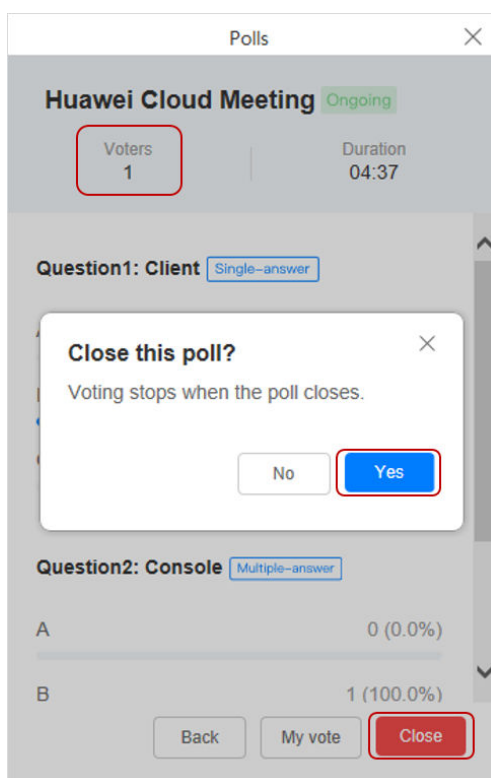 Polls
Huawei Cloud Meeting Ongoing
Voters Duration
1 04:37
Question1: Client Single-answer
Close this poll?
Voting stops when the poll closes.
No Yes
Question2: Console Multiple-answer
A 0 (0.0%)
B 1 (100.0%)
Back My vote Close